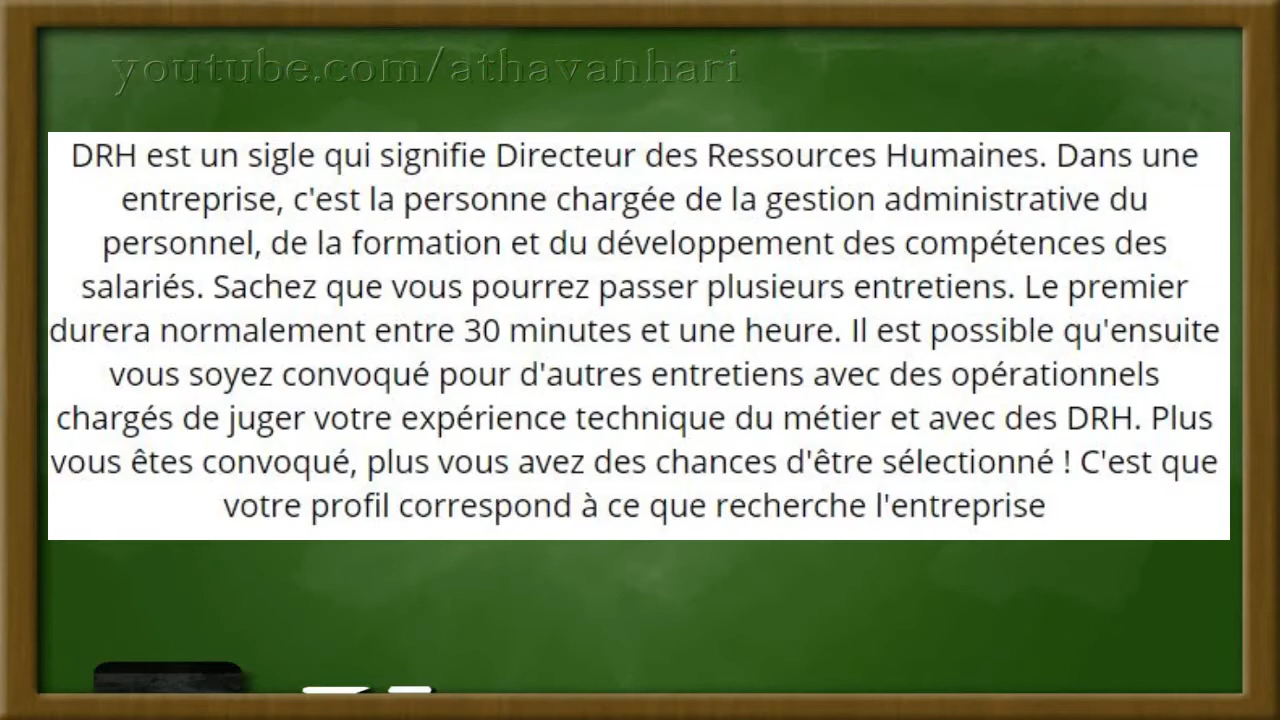 youtube.com/athavanhari
DRH est un sigle qui signifie Directeur des Ressources Humaines. Dans une
entreprise, c'est la personne chargée de la gestion administrative du
personnel, de la formation et du développement des compétences des
salariés. Sachez que vous pourrez passer plusieurs entretiens. Le premier
durera normalement entre 30 minutes et une heure. Il est possible qu'ensuite
vous soyez convoqué pour d'autres entretiens avec des opérationnels
chargés de juger votre expérience technique du métier et avec des DRH. Plus
vous êtes convoqué, plus vous avez des chances d'être sélectionné ! C'est que
votre profil correspond à ce que recherche l'entreprise